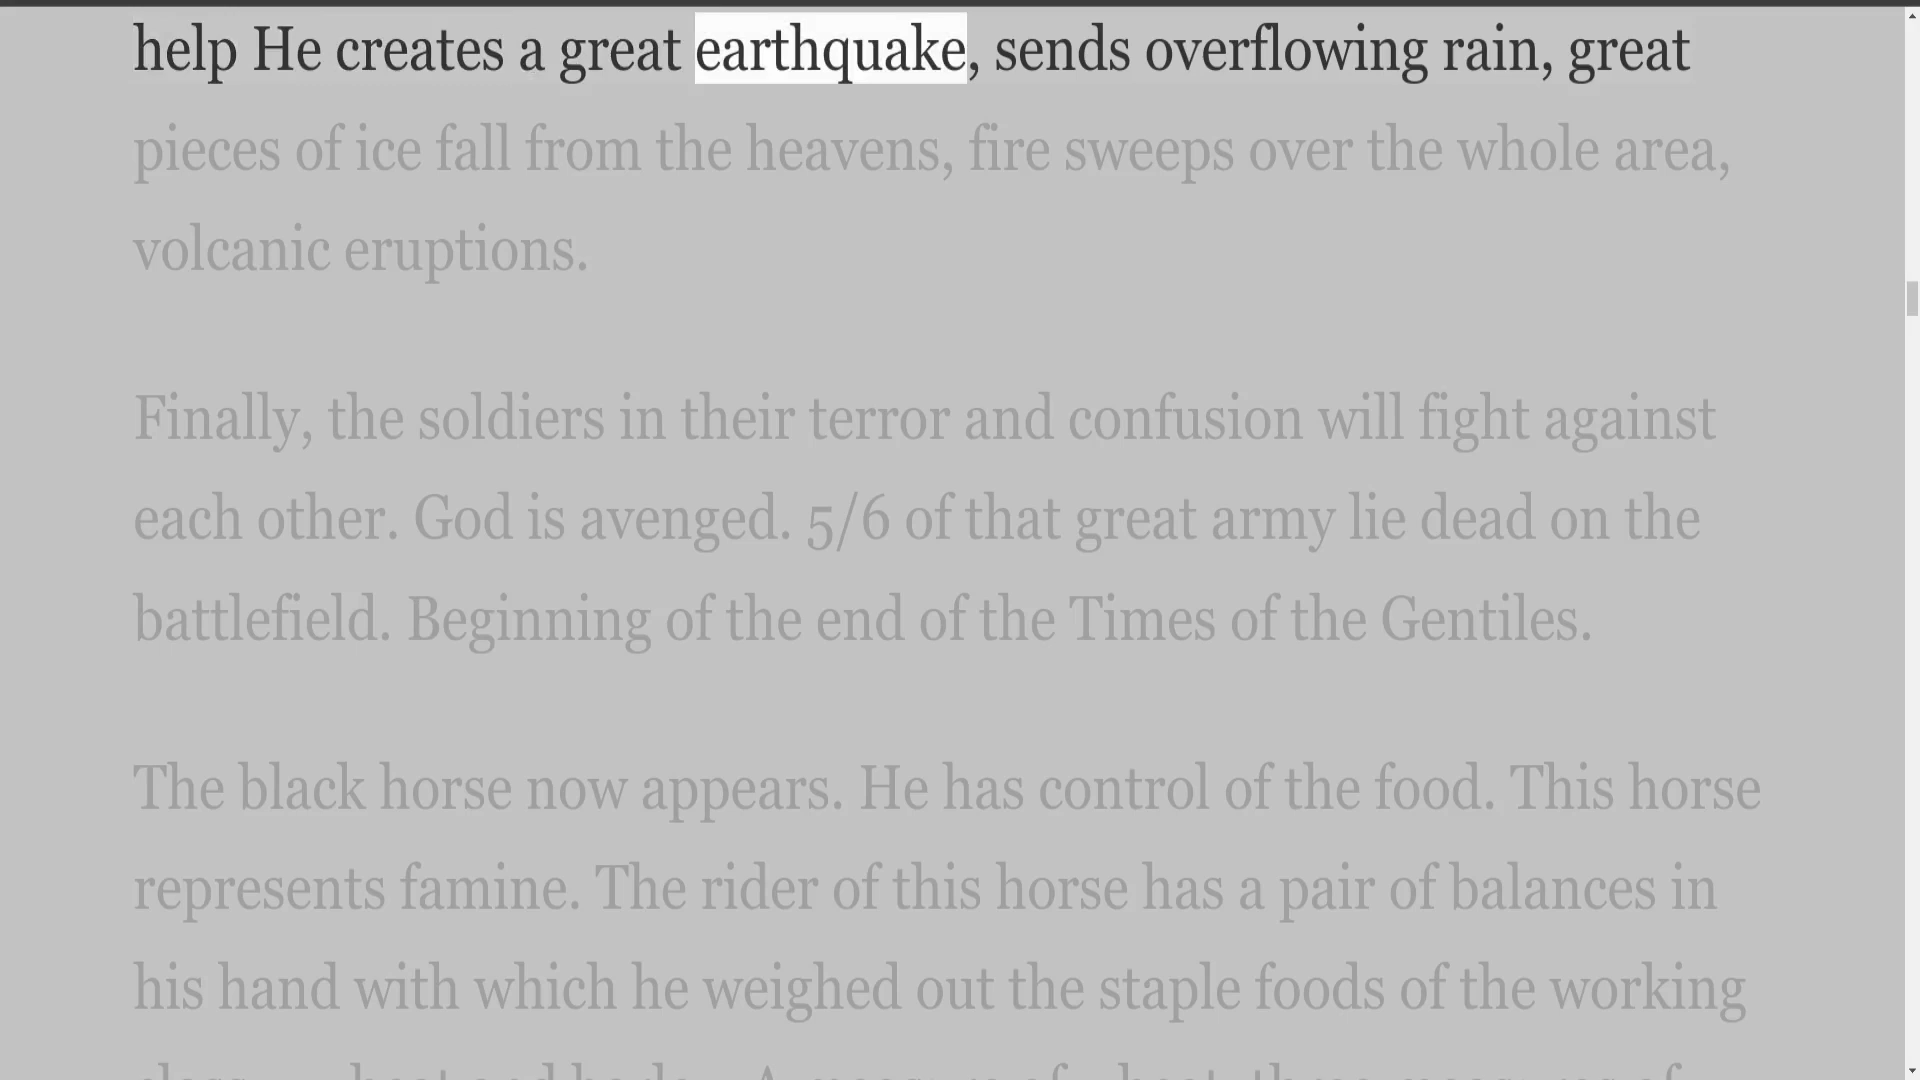 help He creates a great earthquake, sends overflowing rain, great
pieces of ice fall from the heavens, fire sweeps over the whole area,
volcanic eruptions.
Finally, the soldiers in their terror and confusion will fight against
each other. God is avenged. 5/6 of that great army lie dead on the
battlefield. Beginning of the end of the Times of the Gentiles.
The black horse now appears. He has control of the food. This horse
represents famine. The rider of this horse has a pair of balances in
his hand with which he weighed out the staple foods of the working